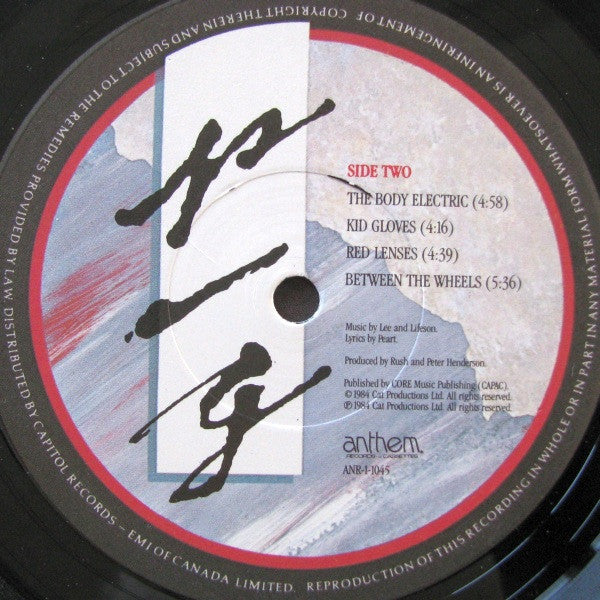 SIDE TWO
THE BODY ELECTRIC (4:58)
KID GLOVES (4:16)
RED LENSES (4:39)
BETWEEN THE WHEELS (5:36)
Music by Lee and Lifeson.
Lyrics by Peart.
Produced by Rush and Peter Henderson.
Published by CORE Music Publishing (CAPAC).
© 1984 Cat Productions Ltd. All rights reserved.
℗ 1984 Cat Productions Ltd. All rights reserved.
anthem.
RECORDS – CASSETTES
ANR-1-1045
REPRODUCTION OF THIS RECORDING IN WHOLE OR IN PART IN ANY MATERIAL FORM WHATSOEVER IS AN INFRINGEMENT OF COPYRIGHT THEREIN AND SUBJECT TO THE REMEDIES PROVIDED BY LAW. DISTRIBUTED BY CAPITOL RECORDS – EMI OF CANADA LIMITED.